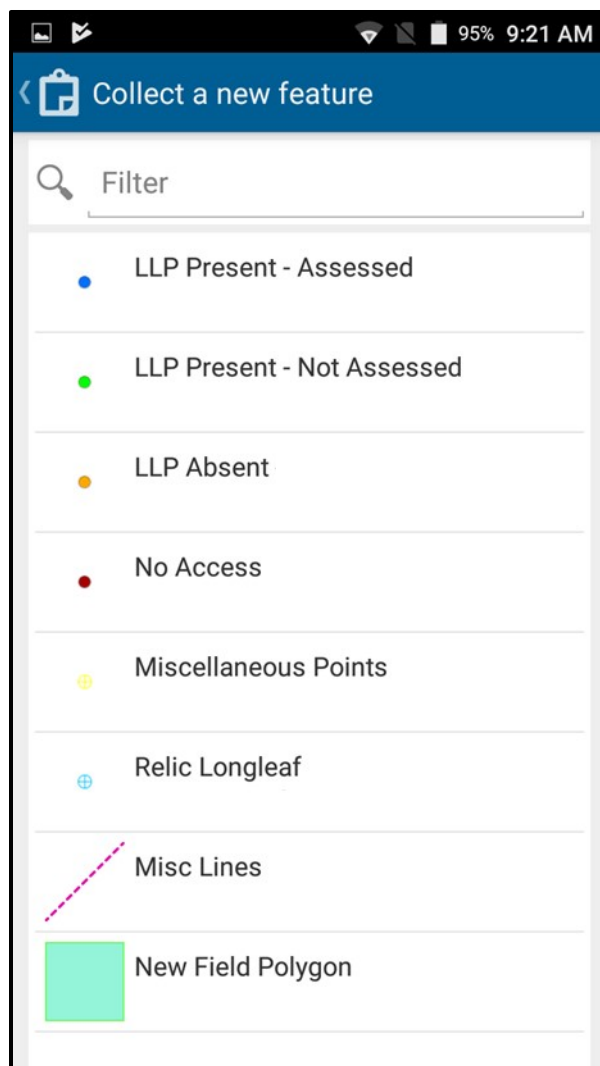 95% 9:21 AM
Collect a new feature
Filter
LLP Present - Assessed
LLP Present - Not Assessed
LLP Absent
No Access
Miscellaneous Points
Relic Longleaf
Misc Lines
New Field Polygon